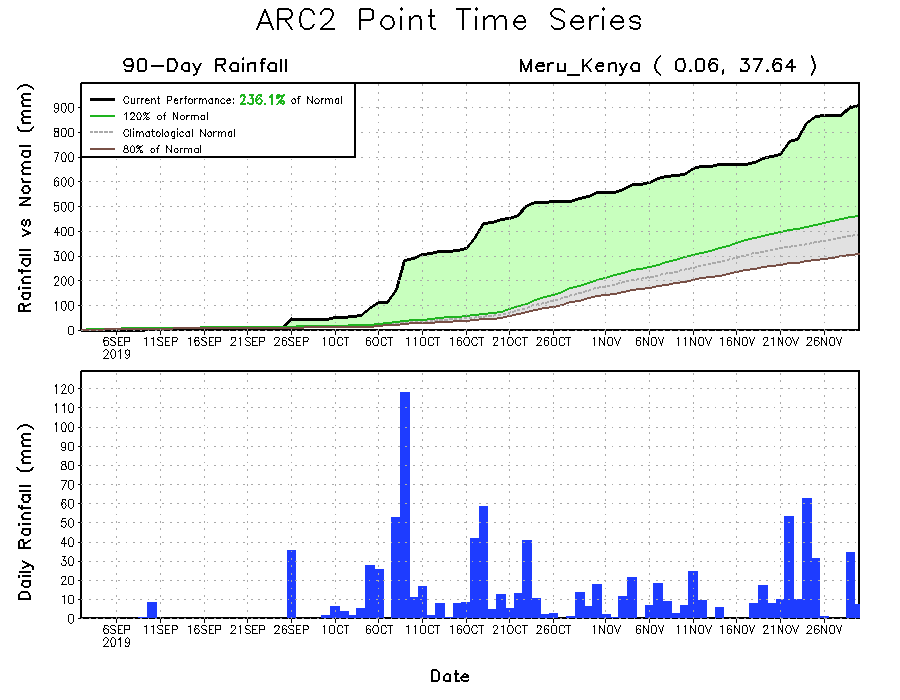 ARC2 Point Time Series
90-Day Rainfall
Meru_Kenya ( 0.06, 37.64 )
Rainfall vs Normal (mm)
Current Performance: 236.1% of Normal
120% of Normal
Climatological Normal
80% of Normal
900
800
700
600
500
400
300
200
100
0
6SEP 11SEP 16SEP 21SEP 26SEP 1OCT 6OCT 11OCT 16OCT 21OCT 26OCT 1NOV 6NOV 11NOV 16NOV 21NOV 26NOV
2019
Daily Rainfall (mm)
120
110
100
90
80
70
60
50
40
30
20
10
0
6SEP 11SEP 16SEP 21SEP 26SEP 1OCT 6OCT 11OCT 16OCT 21OCT 26OCT 1NOV 6NOV 11NOV 16NOV 21NOV 26NOV
2019
Date